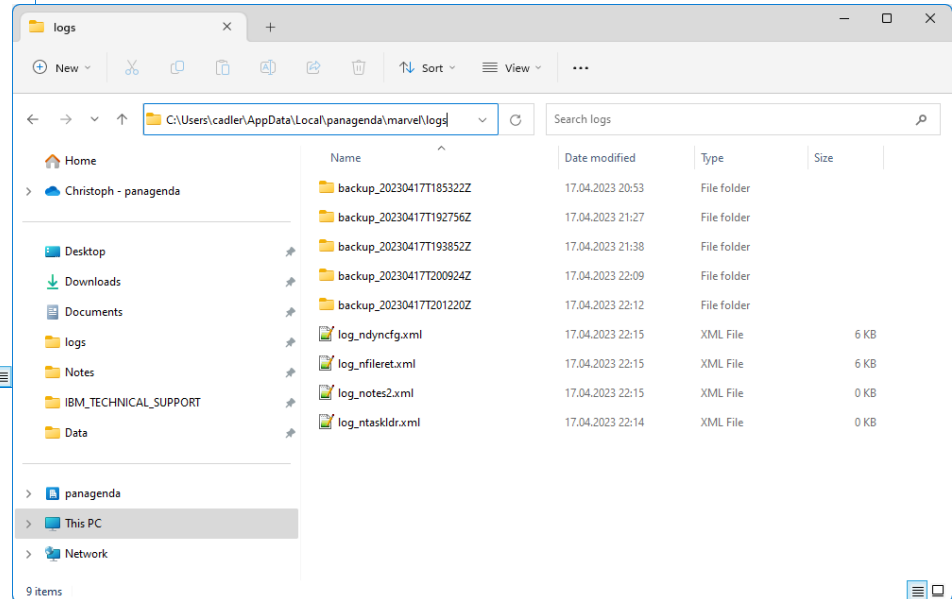 logs
New
Sort
View
C:\Users\cadler\AppData\Local\panagenda\marvel\logs
Search logs
Home
Christoph - panagenda
Desktop
Downloads
Documents
logs
Notes
IBM_TECHNICAL_SUPPORT
Data
panagenda
This PC
Network
Name Date modified Type Size
backup_20230417T185322Z 17.04.2023 20:53 File folder
backup_20230417T192756Z 17.04.2023 21:27 File folder
backup_20230417T193852Z 17.04.2023 21:38 File folder
backup_20230417T200924Z 17.04.2023 22:09 File folder
backup_20230417T201220Z 17.04.2023 22:12 File folder
log_ndyncfg.xml 17.04.2023 22:15 XML File 6 KB
log_nfileret.xml 17.04.2023 22:15 XML File 6 KB
log_notes2.xml 17.04.2023 22:15 XML File 0 KB
log_ntaskldr.xml 17.04.2023 22:14 XML File 0 KB
9 items